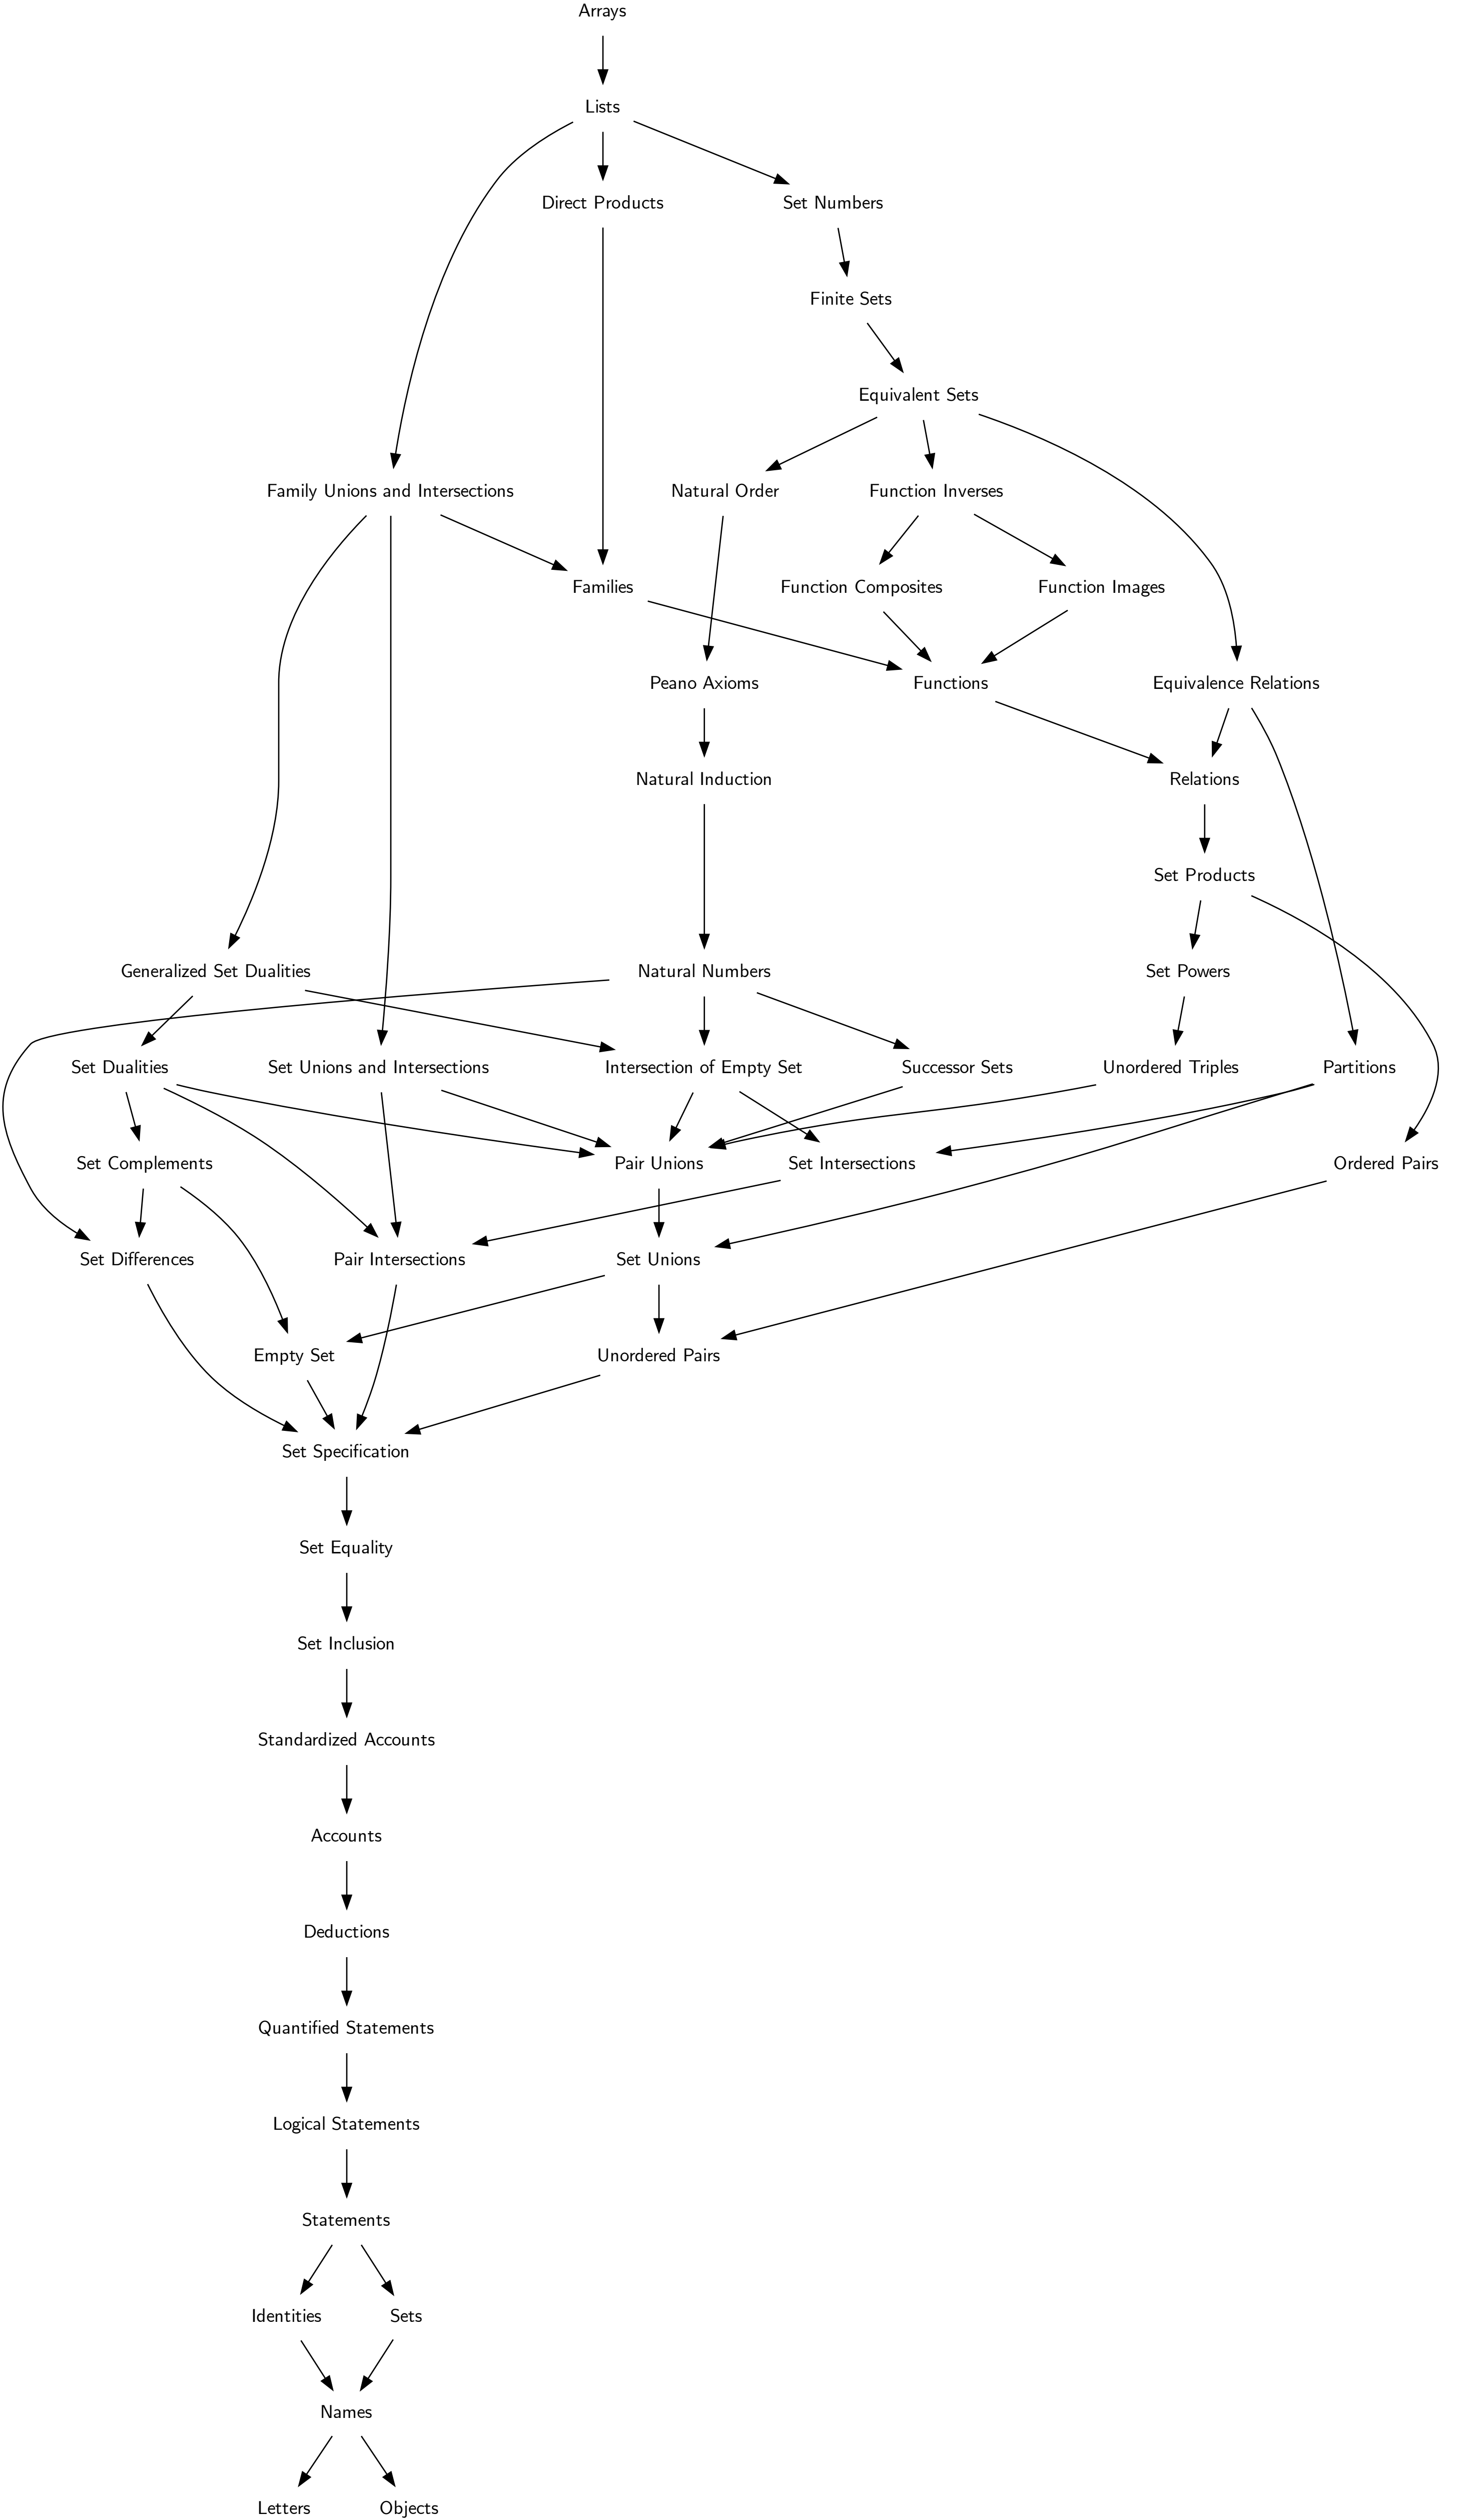 Arrays
Lists
Direct Products
Set Numbers
Finite Sets
Equivalent Sets
Family Unions and Intersections
Natural Order
Function Inverses
Families
Function Composites
Function Images
Peano Axioms
Functions
Equivalence Relations
Natural Induction
Relations
Set Products
Generalized Set Dualities
Natural Numbers
Set Powers
Set Dualities
Set Unions and Intersections
Intersection of Empty Set
Successor Sets
Unordered Triples
Partitions
Set Complements
Pair Unions
Set Intersections
Ordered Pairs
Set Differences
Pair Intersections
Set Unions
Empty Set
Unordered Pairs
Set Specification
Set Equality
Set Inclusion
Standardized Accounts
Accounts
Deductions
Quantified Statements
Logical Statements
Statements
Identities
Sets
Names
Letters
Objects